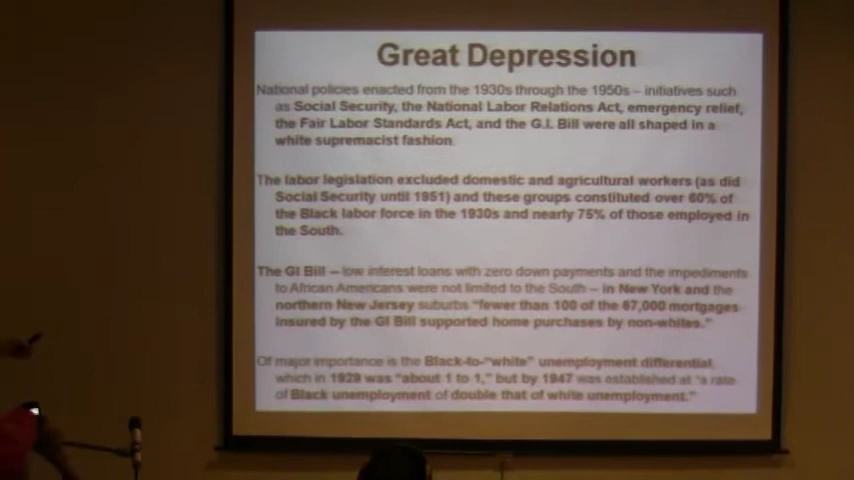 Great Depression
National policies enacted from the 1930s through the 1950s – initiatives such
as Social Security, the National Labor Relations Act, emergency relief,
the Fair Labor Standards Act, and the G.I. Bill were all shaped in a
white supremacist fashion.
The labor legislation excluded domestic and agricultural workers (as did
Social Security until 1951) and these groups constituted over 60% of
the Black labor force in the 1930s and nearly 75% of those employed in
the South.
The GI Bill – low interest loans with zero down payments and the impediments
to African Americans were not limited to the South – in New York and the
northern New Jersey suburbs "fewer than 100 of the 67,000 mortgages
insured by the GI Bill supported home purchases by non-whites."
Of major importance is the Black-to-"white" unemployment differential,
which in 1929 was "about 1 to 1," but by 1947 was established at "a rate
of Black unemployment of double that of white unemployment."